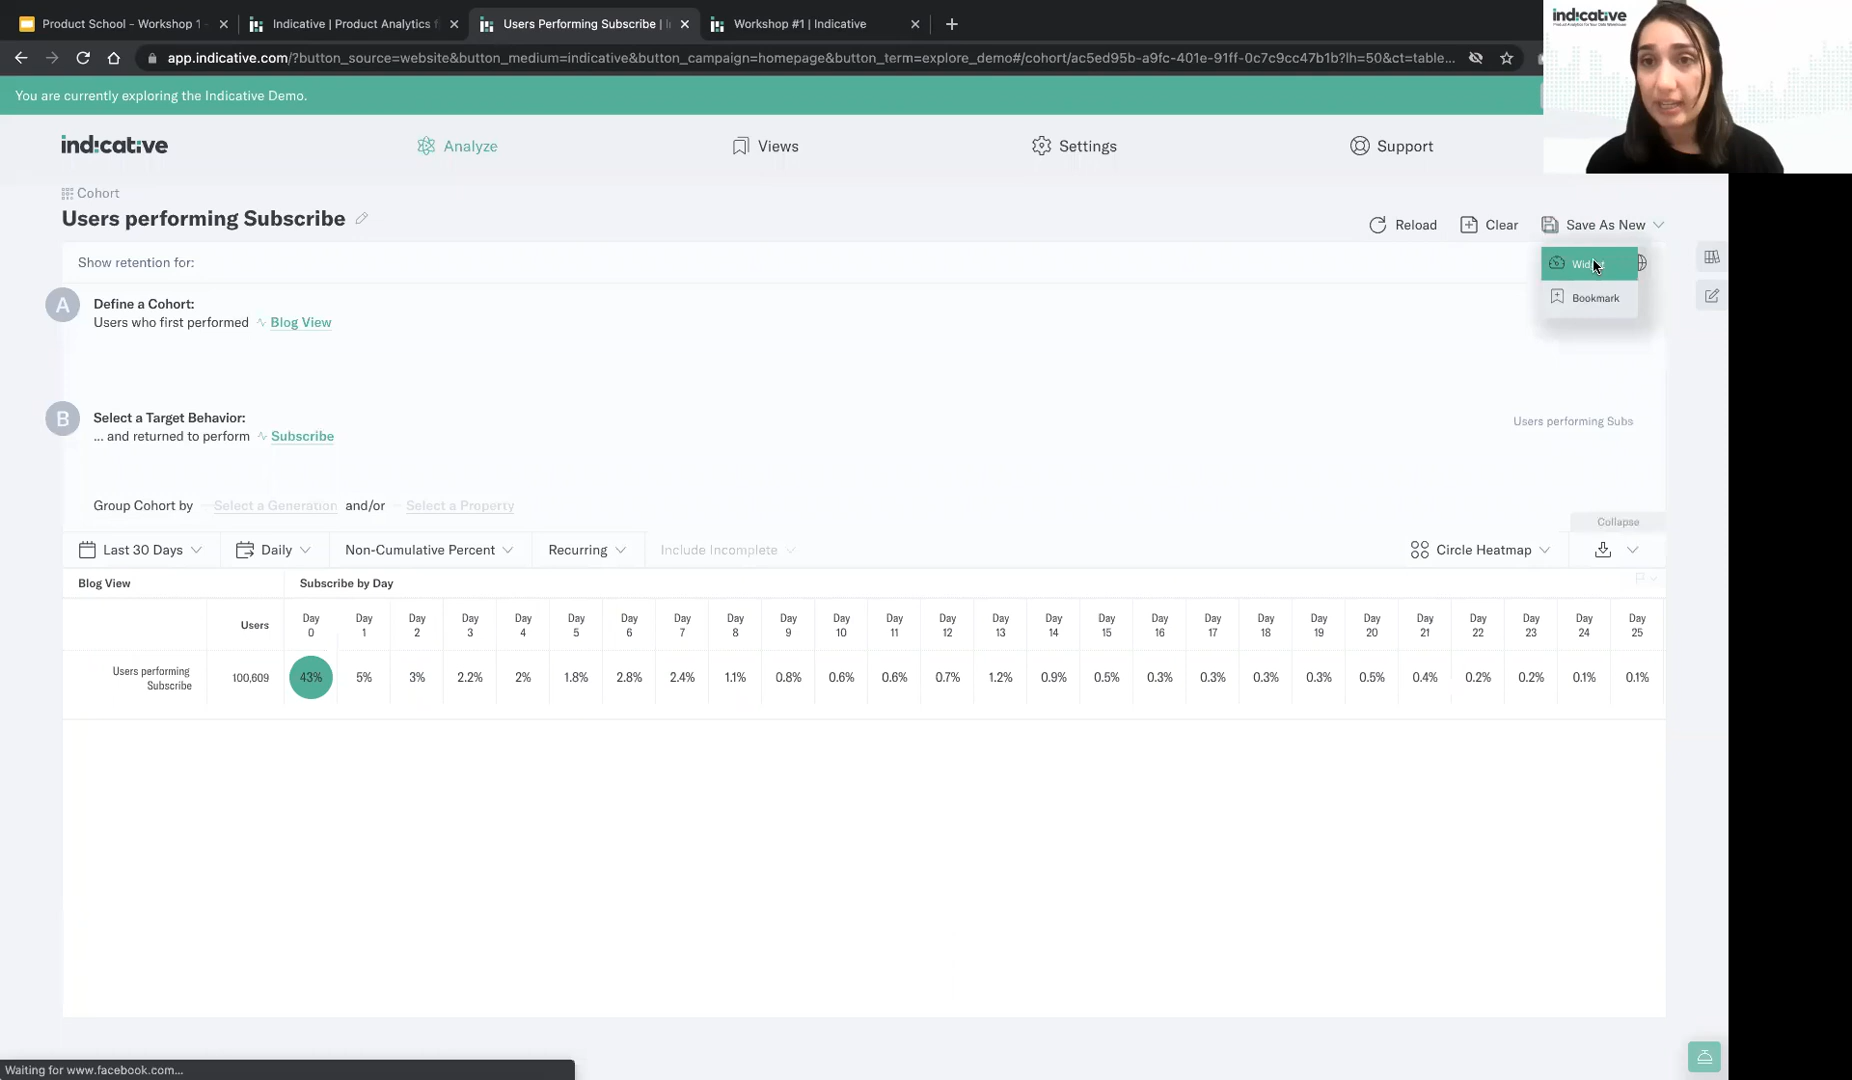 Product School - Workshop 1
Indicative | Product Analytics f
Users Performing Subscribe | I
Workshop #1 | Indicative
app.indicative.com/?button_source=website&button_medium=indicative&button_campaign=homepage&button_term=explore_demo#/cohort/ac5ed95b-a9fc-401e-91ff-0c7c9cc47b1b?lh=50&ct=table...
indicative
You are currently exploring the Indicative Demo.
indicative
Analyze
Views
Settings
Support
Cohort
Users performing Subscribe
Reload
Clear
Save As New
Show retention for:
Bookmark
A
Define a Cohort:
Users who first performed Blog View
B
Select a Target Behavior:
... and returned to perform Subscribe
Users performing Subs
Group Cohort by Select a Generation and/or Select a Property
Collapse
Last 30 Days
Daily
Non-Cumulative Percent
Recurring
Include Incomplete
Circle Heatmap
Blog View
Subscribe by Day
Users
Day 0
Day 1
Day 2
Day 3
Day 4
Day 5
Day 6
Day 7
Day 8
Day 9
Day 10
Day 11
Day 12
Day 13
Day 14
Day 15
Day 16
Day 17
Day 18
Day 19
Day 20
Day 21
Day 22
Day 23
Day 24
Day 25
Users performing
Subscribe
100,609
43%
5%
3%
2.2%
2%
1.8%
2.8%
2.4%
1.1%
0.8%
0.6%
0.6%
0.7%
1.2%
0.9%
0.5%
0.3%
0.3%
0.3%
0.3%
0.5%
0.4%
0.2%
0.2%
0.1%
0.1%
Waiting for www.facebook.com...